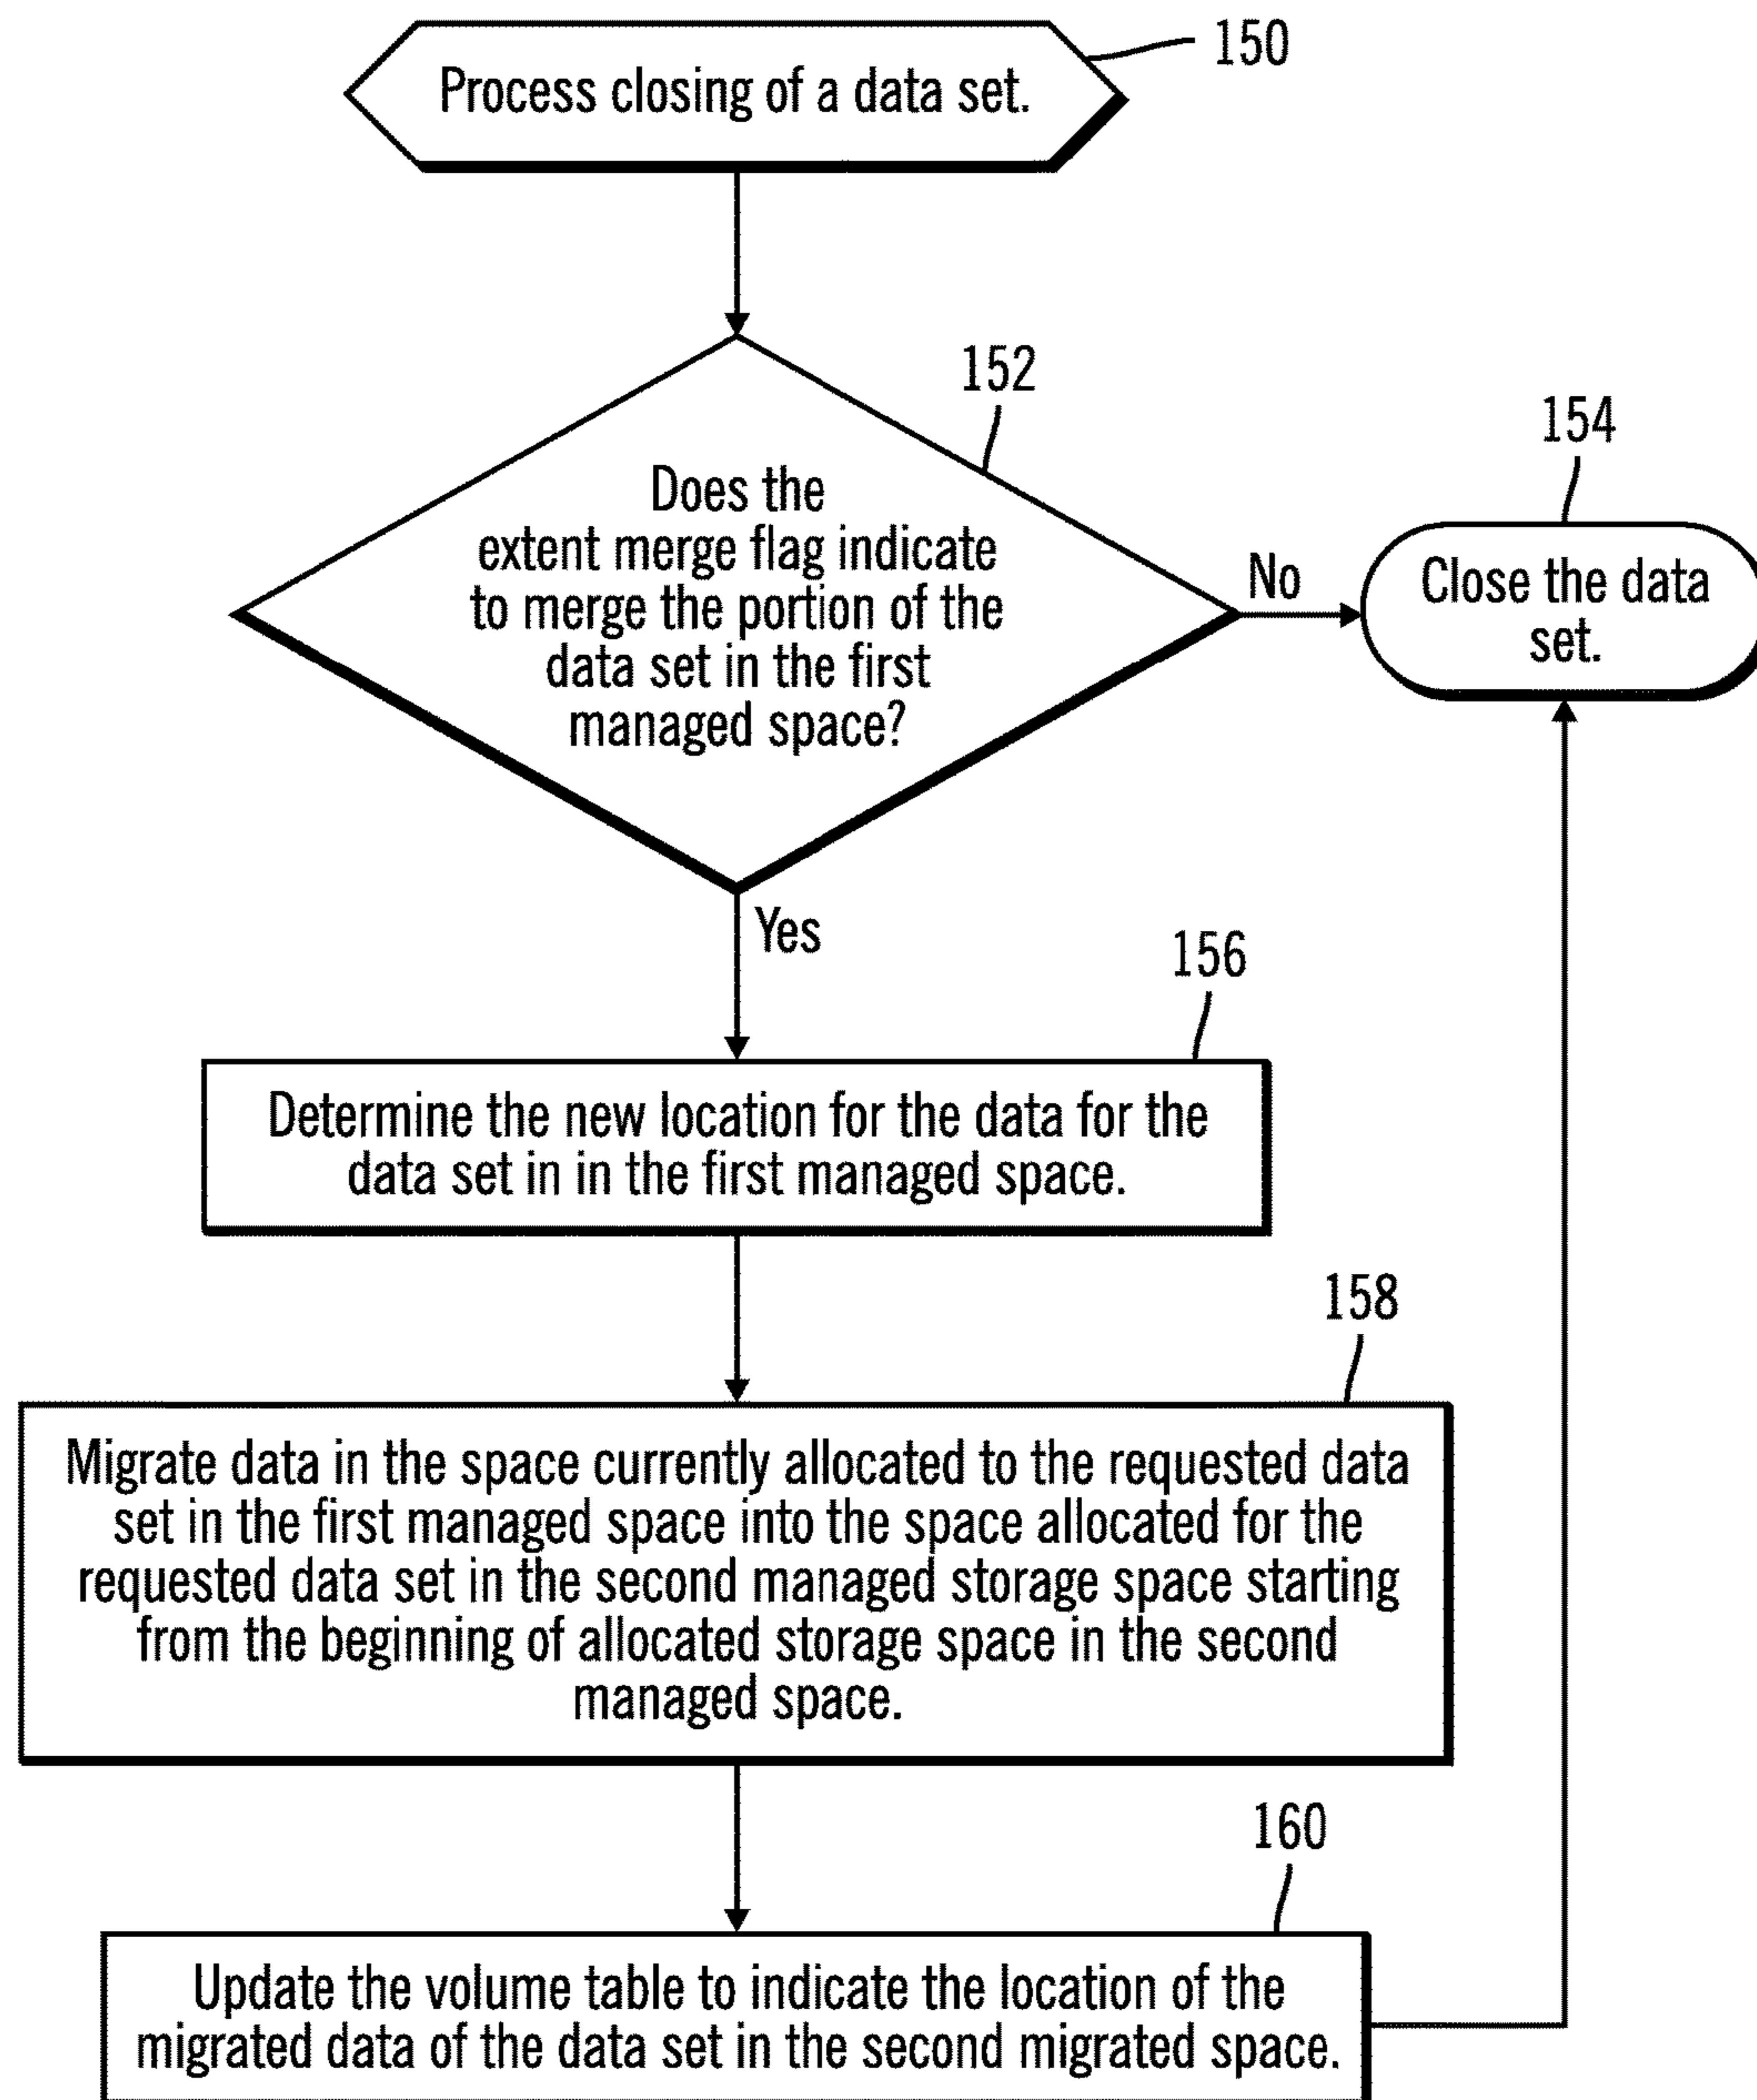 Process closing of a data set.
150
152
Does the
extent merge flag indicate
to merge the portion of the
data set in the first
managed space?
No
154
Close the data
set.
Yes
156
Determine the new location for the data for the
data set in in the first managed space.
158
Migrate data in the space currently allocated to the requested data
set in the first managed space into the space allocated for the
requested data set in the second managed storage space starting
from the beginning of allocated storage space in the second
managed space.
160
Update the volume table to indicate the location of the
migrated data of the data set in the second migrated space.